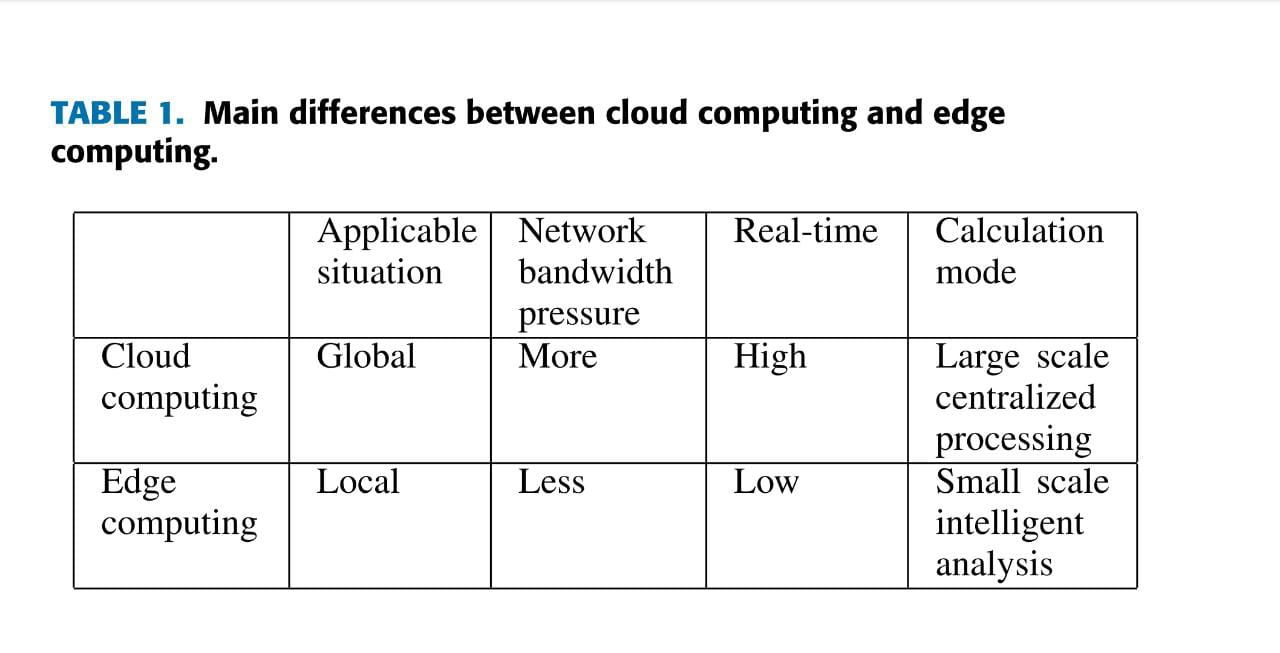 TABLE 1. Main differences between cloud computing and edge
computing.
Applicable situation
Network bandwidth pressure
Real-time
Calculation mode
Cloud computing
Global
More
High
Large scale centralized processing
Edge computing
Local
Less
Low
Small scale intelligent analysis